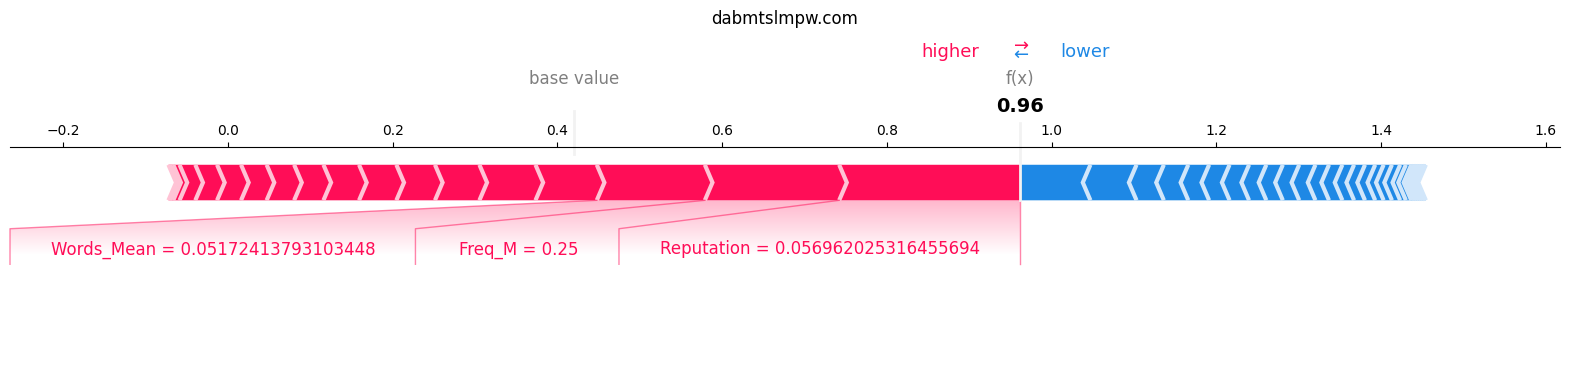 dabmtslmpw.com
higher ⇄ lower
base value f(x)
0.96
−0.2 0.0 0.2 0.4 0.6 0.8 1.0 1.2 1.4 1.6
Words_Mean = 0.05172413793103448 Freq_M = 0.25 Reputation = 0.056962025316455694